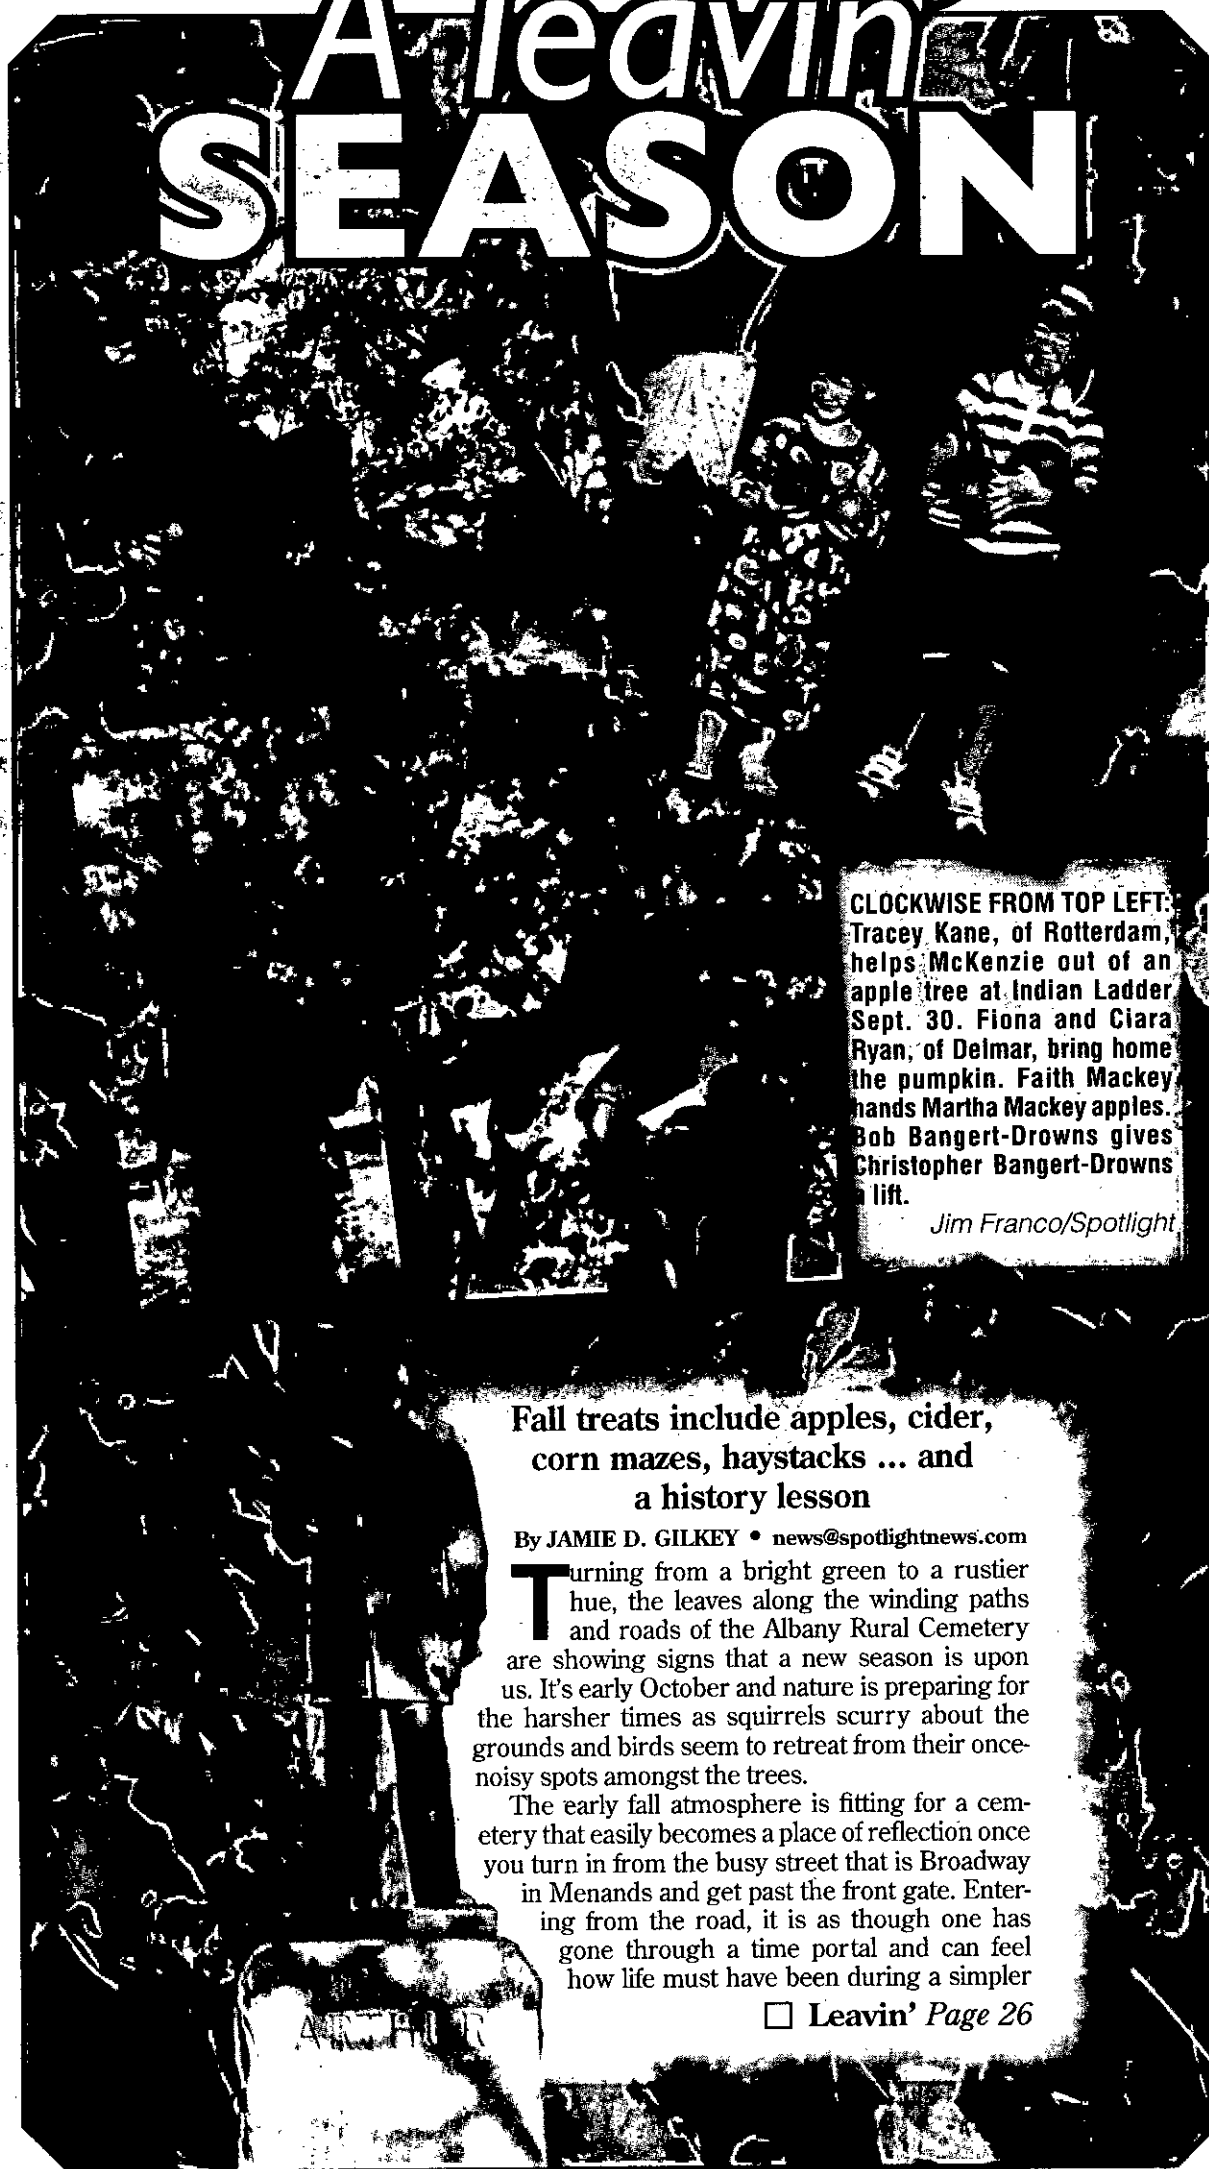 A leavin'
SEASON
CLOCKWISE FROM TOP LEFT:
Tracey Kane, of Rotterdam,
helps McKenzie out of an
apple tree at Indian Ladder
Sept. 30. Fiona and Ciara
Ryan, of Delmar, bring home
the pumpkin. Faith Mackey
hands Martha Mackey apples.
Bob Bangert-Drowns gives
Christopher Bangert-Drowns
a lift.
Jim Franco/Spotlight
Fall treats include apples, cider,
corn mazes, haystacks ... and
a history lesson
By JAMIE D. GILKEY • news@spotlightnews.com
Turning from a bright green to a rustier
hue, the leaves along the winding paths
and roads of the Albany Rural Cemetery
are showing signs that a new season is upon
us. It's early October and nature is preparing for
the harsher times as squirrels scurry about the
grounds and birds seem to retreat from their once-
noisy spots amongst the trees.
The early fall atmosphere is fitting for a cem-
etery that easily becomes a place of reflection once
you turn in from the busy street that is Broadway
in Menands and get past the front gate. Enter-
ing from the road, it is as though one has
gone through a time portal and can feel
how life must have been during a simpler
☐ Leavin' Page 26
ARTHUR